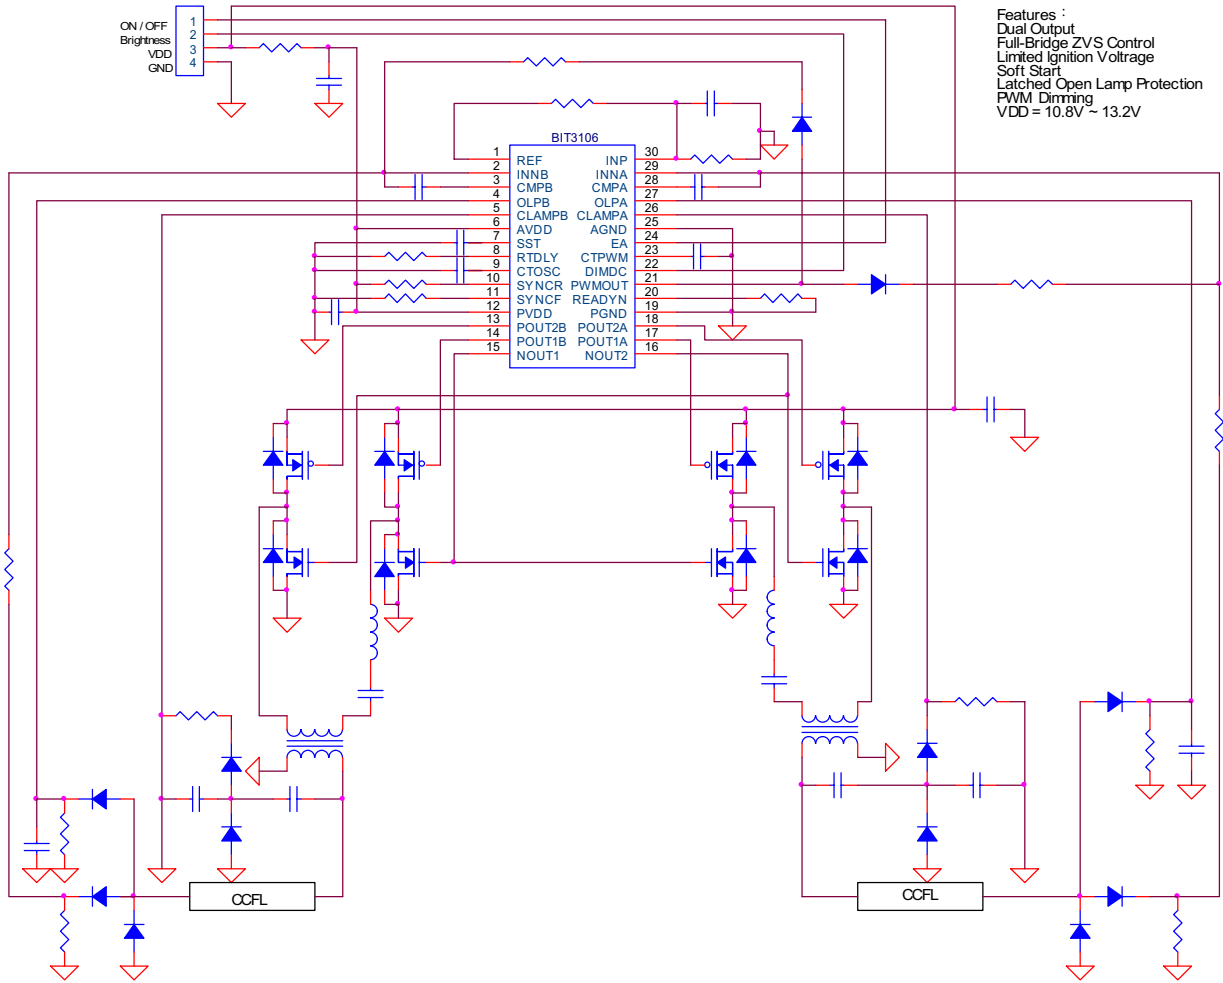 ON / OFF 1
Brightness 2
VDD 3
GND 4
Features :
Dual Output
Full-Bridge ZVS Control
Limited Ignition Voltrage
Soft Start
Latched Open Lamp Protection
PWM Dimming
VDD = 10.8V ~ 13.2V
BIT3106
1 REF INP 30
2 INNB INNA 29
3 CMPB CMPA 28
4 OLPB OLPA 27
5 CLAMPB CLAMPA 26
6 AVDD AGND 25
7 SST EA 24
8 RTDLY CTPWM 23
9 CTOSC DIMDC 22
10 SYNCR PWMOUT 21
11 SYNCF READYN 20
12 PVDD PGND 19
13 POUT2B POUT2A 18
14 POUT1B POUT1A 17
15 NOUT1 NOUT2 16
CCFL
CCFL